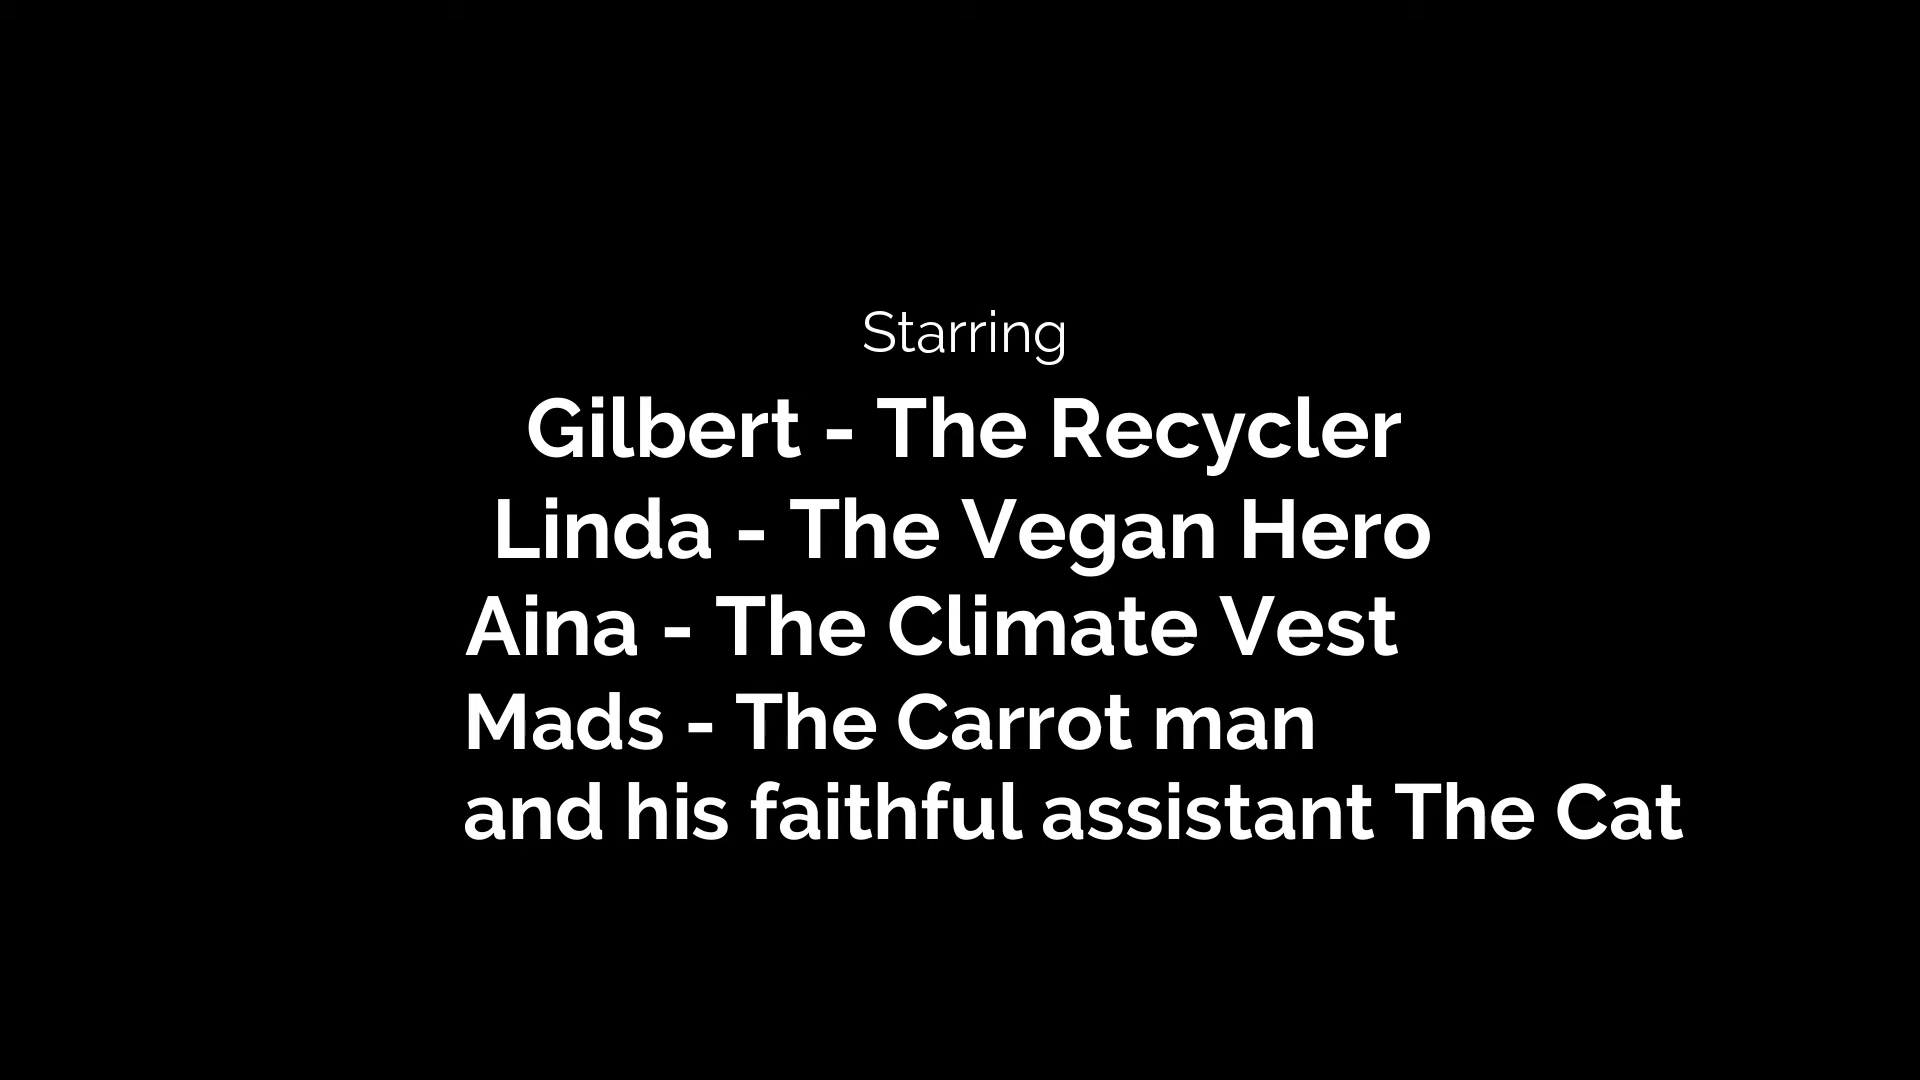 Starring
Gilbert - The Recycler
Linda - The Vegan Hero
Aina - The Climate Vest
Mads - The Carrot man
and his faithful assistant The Cat